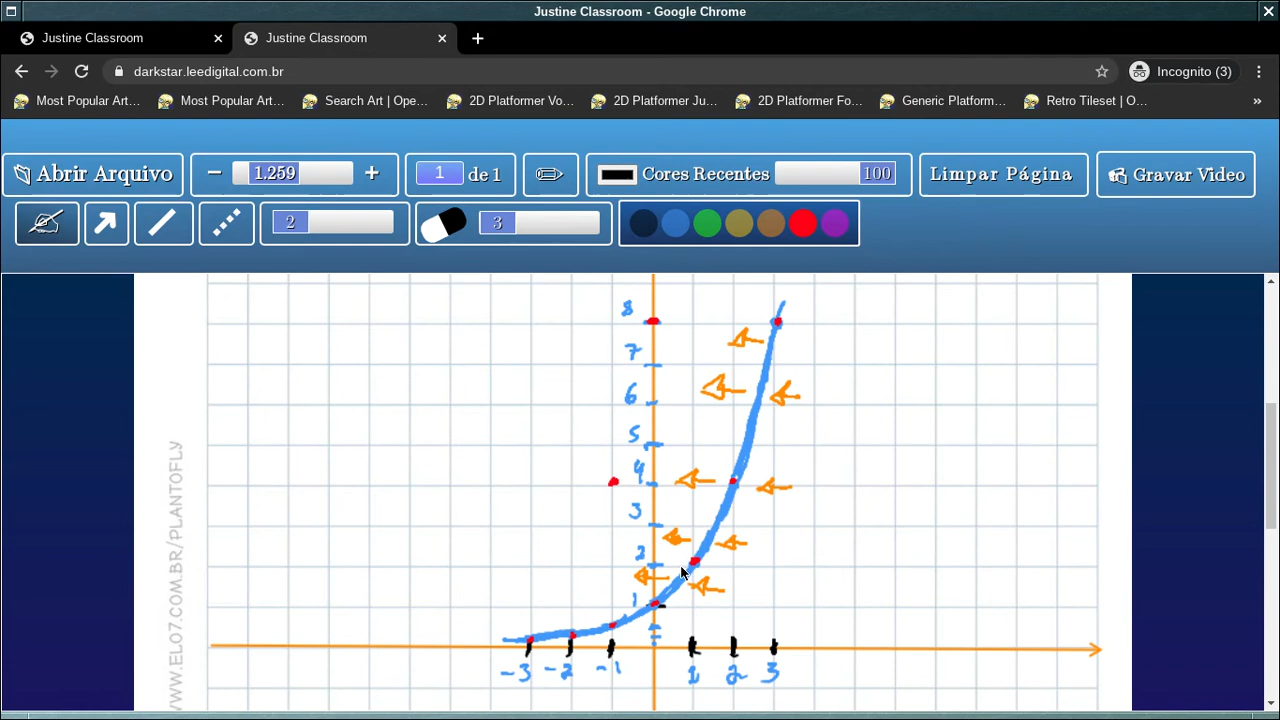 Justine Classroom - Google Chrome
Justine Classroom
Justine Classroom
darkstar.leedigital.com.br
Incognito (3)
Most Popular Art...
Most Popular Art...
Search Art | Ope...
2D Platformer Vo...
2D Platformer Ju...
2D Platformer Fo...
Generic Platform...
Retro Tileset | O...
Abrir Arquivo
− 1.259 +
1 de 1
Cores Recentes 100
Limpar Página
Gravar Video
2
3
8
7
6
5
4
3
2
1
-3 -2 -1 1 2 3
WWW.ELO7.COM.BR/PLANTOFLY